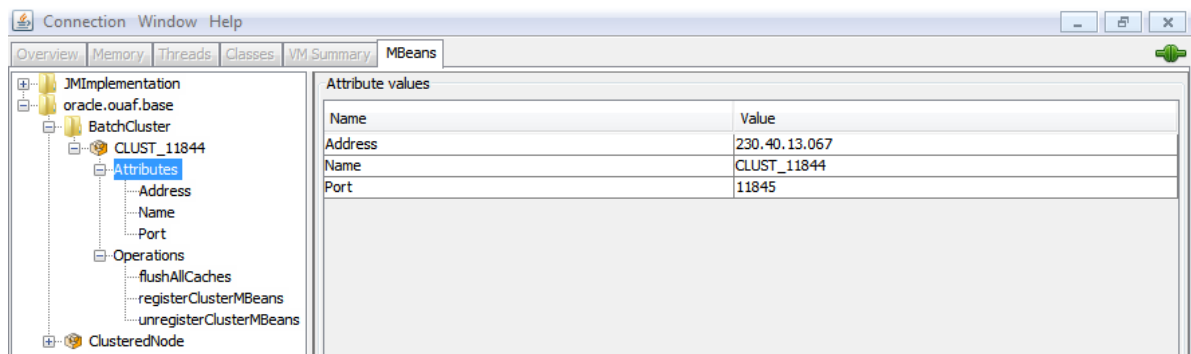 Connection Window Help
Overview Memory Threads Classes VM Summary MBeans
JMImplementation
oracle.ouaf.base
BatchCluster
CLUST_11844
Attributes
Address
Name
Port
Operations
flushAllCaches
registerClusterMBeans
unregisterClusterMBeans
ClusteredNode
Attribute values
Name Value
Address 230.40.13.067
Name CLUST_11844
Port 11845